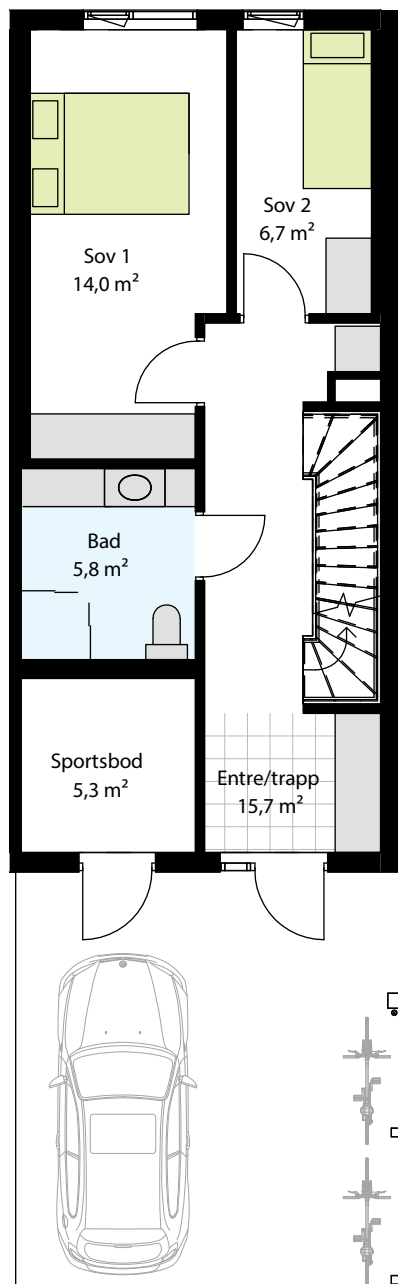 Sov 1
14,0 m²
Sov 2
6,7 m²
Bad
5,8 m²
Sportsbod
5,3 m²
Entre/trapp
15,7 m²